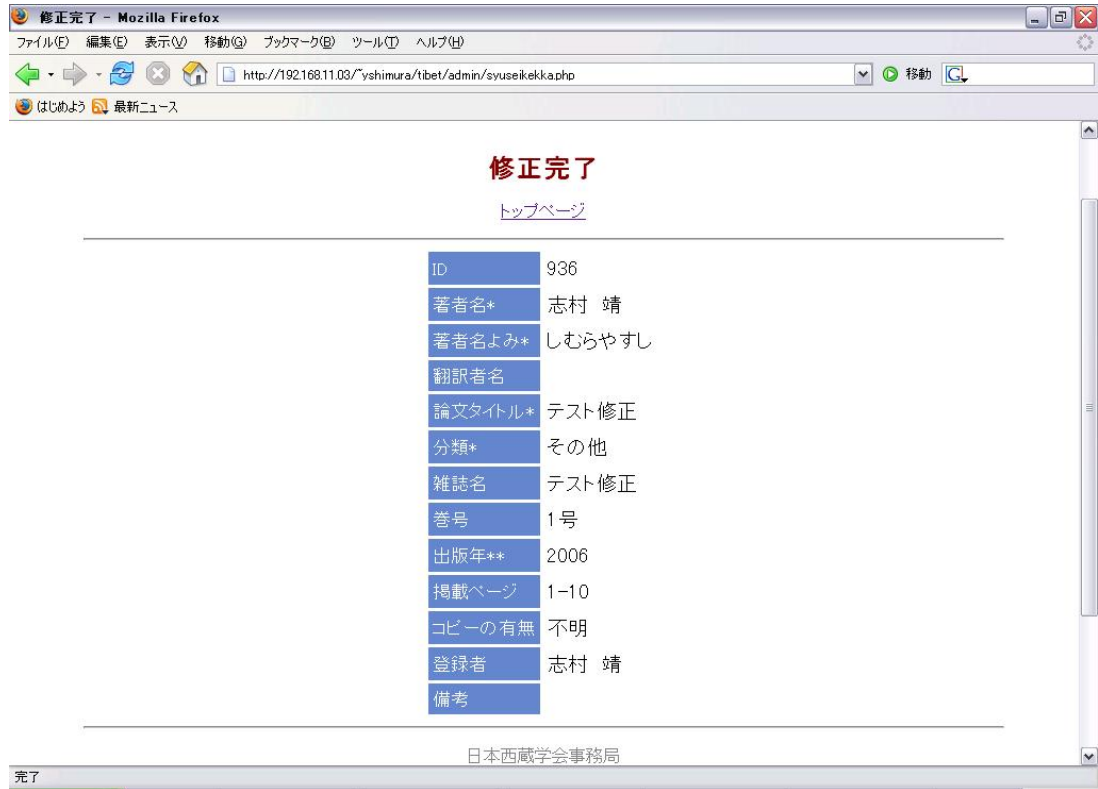 修正完了 - Mozilla Firefox
ファイル(F) 編集(E) 表示(V) 移動(G) ブックマーク(B) ツール(T) ヘルプ(H)
http://192.168.11.03/~yshimura/tibet/admin/syuseikekka.php 移動 G
はじめよう 最新ニュース
修正完了
トップページ
ID 936
著者名* 志村 靖
著者名よみ* しむらやすし
翻訳者名
論文タイトル* テスト修正
分類* その他
雑誌名 テスト修正
巻号 1号
出版年** 2006
掲載ページ 1-10
コピーの有無 不明
登録者 志村 靖
備考
日本西蔵学会事務局
完了